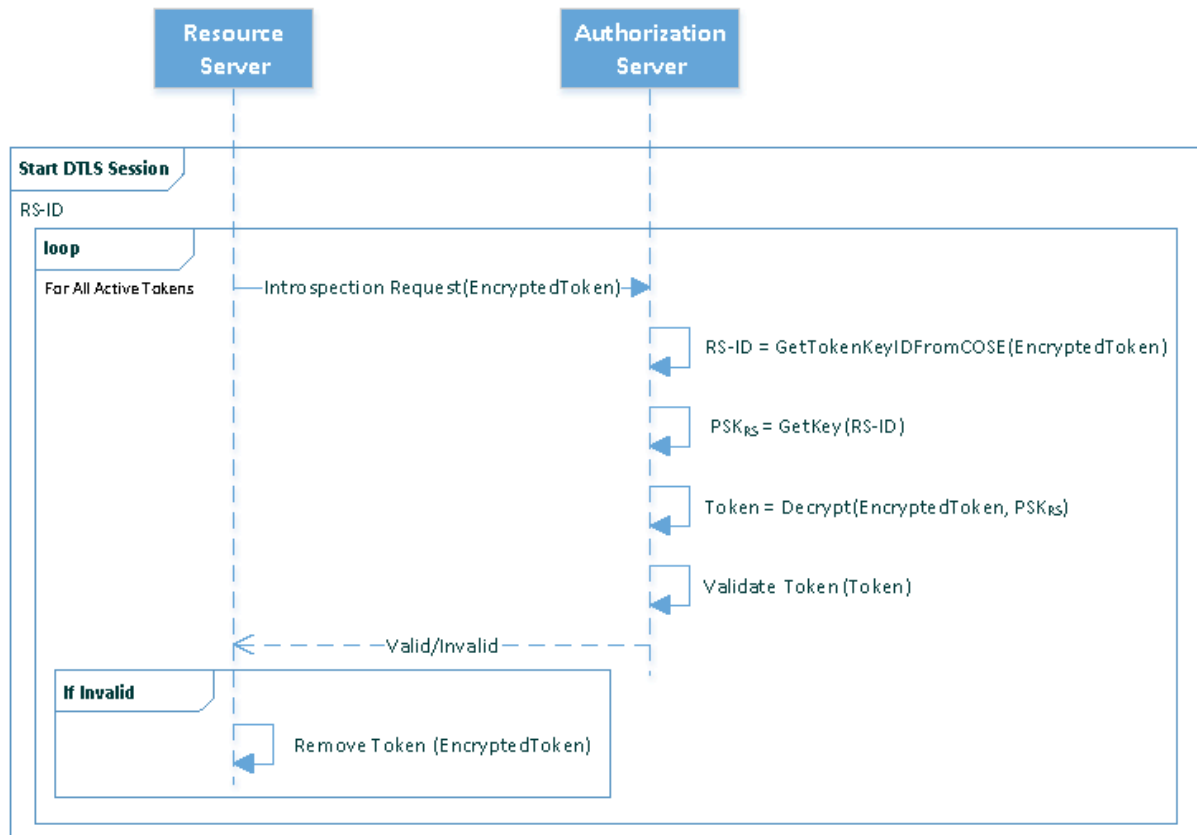 Resource
Server
Authorization
Server
Start DTLS Session
RS-ID
loop
For All Active Tokens
Introspection Request(EncryptedToken)
RS-ID = GetTokenKeyIDFromCOSE(EncryptedToken)
PSKRS = GetKey(RS-ID)
Token = Decrypt(EncryptedToken, PSKRS)
Validate Token(Token)
Valid/Invalid
If Invalid
Remove Token (EncryptedToken)